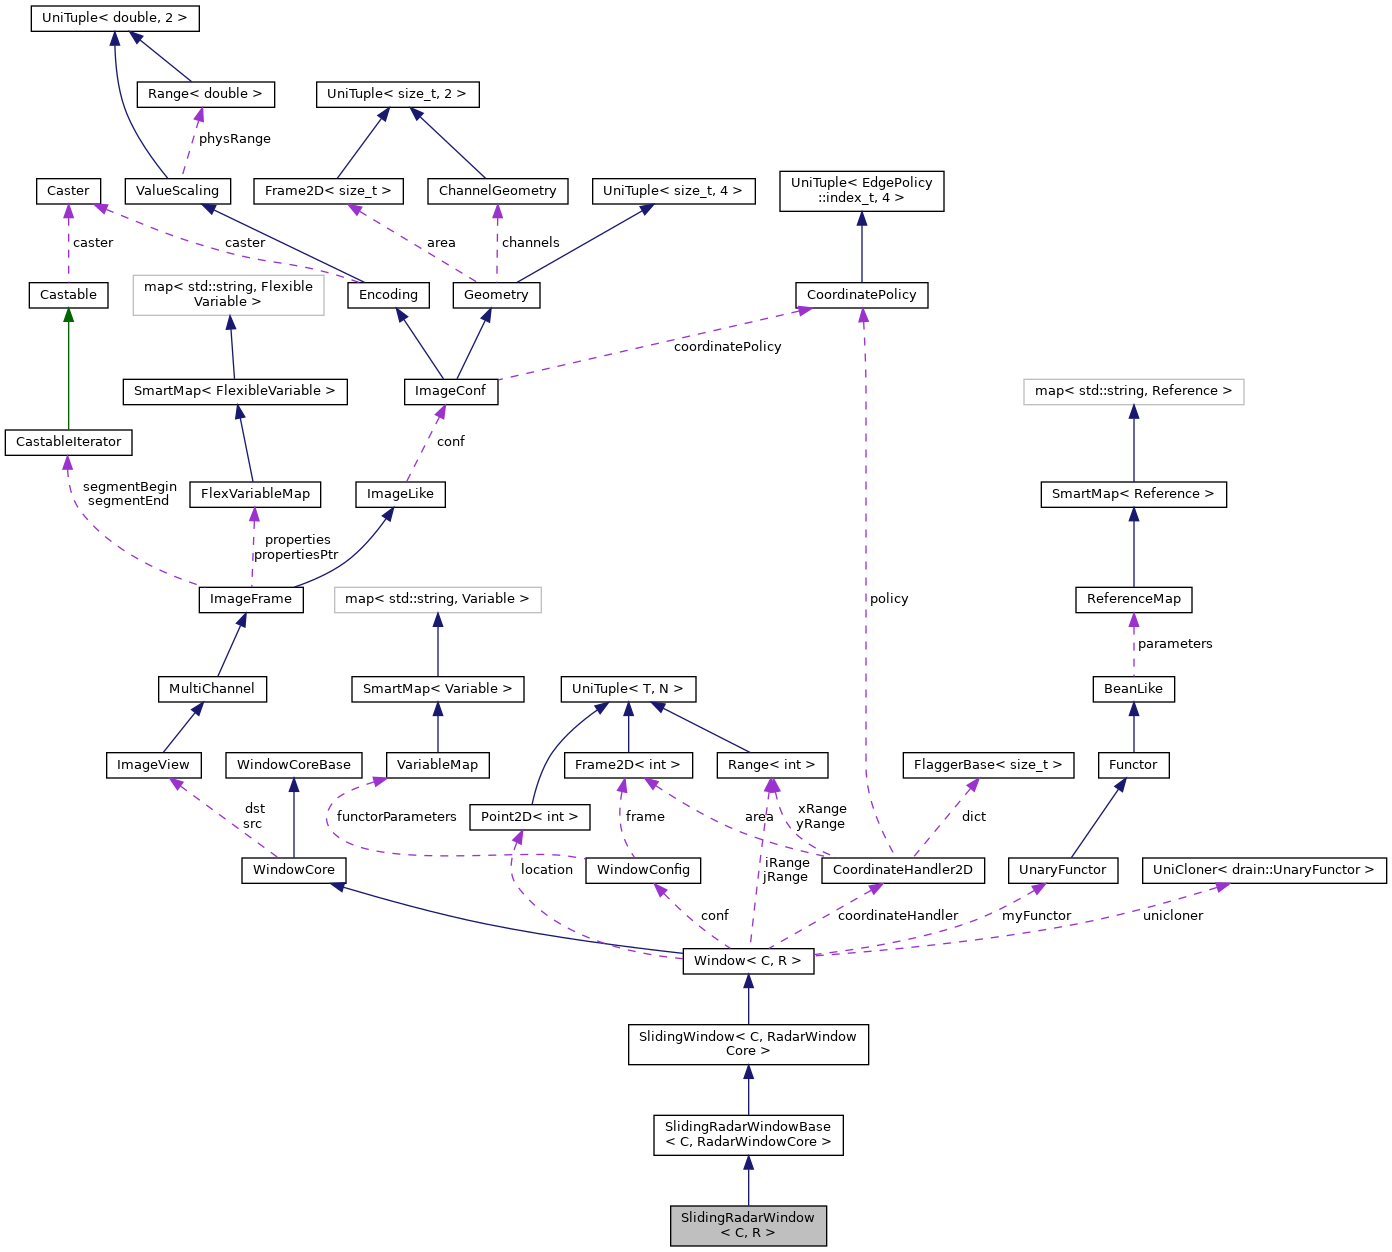 UniTuple< double, 2 >
Range< double >
UniTuple< size_t, 2 >
physRange
Caster
ValueScaling
Frame2D< size_t >
ChannelGeometry
UniTuple< size_t, 4 >
UniTuple< EdgePolicy
::index_t, 4 >
caster
caster
area
channels
Castable
map< std::string, Flexible
Variable >
Encoding
Geometry
CoordinatePolicy
coordinatePolicy
SmartMap< FlexibleVariable >
ImageConf
map< std::string, Reference >
CastableIterator
conf
segmentBegin
segmentEnd
FlexVariableMap
ImageLike
SmartMap< Reference >
properties
propertiesPtr
ImageFrame
map< std::string, Variable >
policy
ReferenceMap
parameters
MultiChannel
SmartMap< Variable >
UniTuple< T, N >
BeanLike
ImageView
WindowCoreBase
VariableMap
Frame2D< int >
Range< int >
FlaggerBase< size_t >
Functor
dst
src
functorParameters
Point2D< int >
frame
area
xRange
yRange
dict
WindowCore
location
WindowConfig
iRange
jRange
CoordinateHandler2D
UnaryFunctor
UniCloner< drain::UnaryFunctor >
conf
coordinateHandler
myFunctor
unicloner
Window< C, R >
SlidingWindow< C, RadarWindow
Core >
SlidingRadarWindowBase
< C, RadarWindowCore >
SlidingRadarWindow
< C, R >